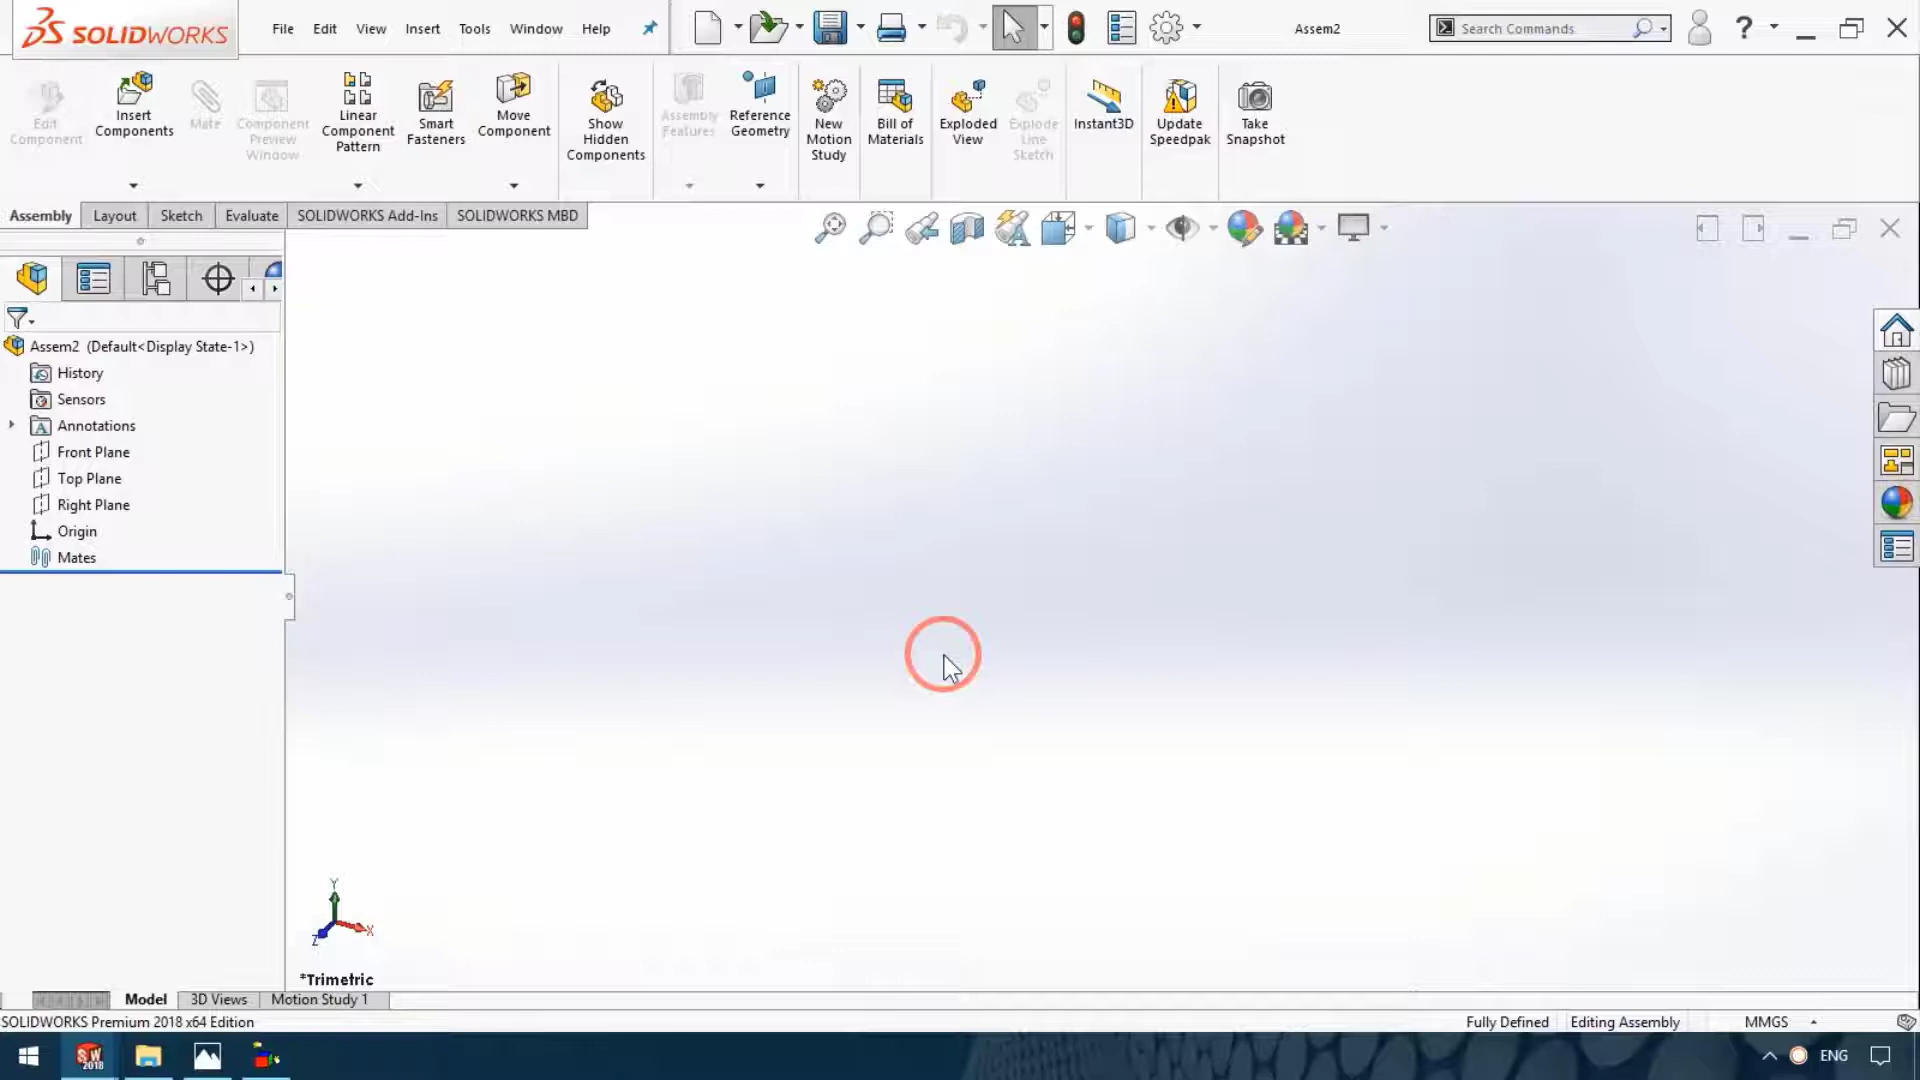 SOLIDWORKS
File Edit View Insert Tools Window Help
Assem2
Search Commands
?
Edit Component
Insert Components
Mate
Component Preview Window
Linear Component Pattern
Smart Fasteners
Move Component
Show Hidden Components
Assembly Features
Reference Geometry
New Motion Study
Bill of Materials
Exploded View
Explode Line Sketch
Instant3D
Update Speedpak
Take Snapshot
Assembly Layout Sketch Evaluate SOLIDWORKS Add-Ins SOLIDWORKS MBD
Assem2 (Default<Display State-1>)
History
Sensors
A Annotations
Front Plane
Top Plane
Right Plane
Origin
Mates
Y
X
Z
*Trimetric
Model 3D Views Motion Study 1
SOLIDWORKS Premium 2018 x64 Edition
Fully Defined Editing Assembly MMGS
SW 2018
ENG